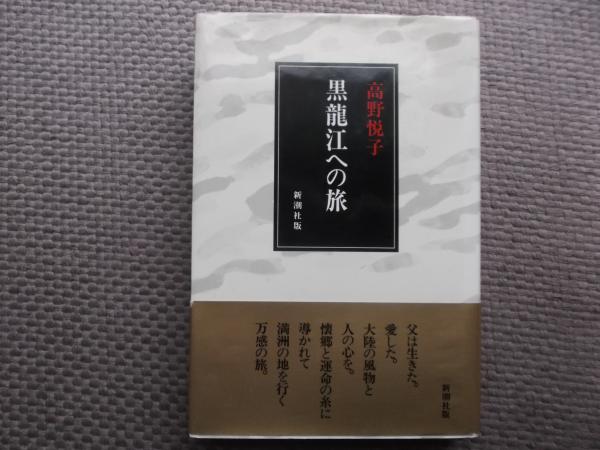 高野悦子
黒龍江への旅
新潮社版
父は生きた。
愛した。
大陸の風物と
人の心を。
懐郷と運命の糸に
導かれて
満洲の地を行く
万感の旅。
新潮社版